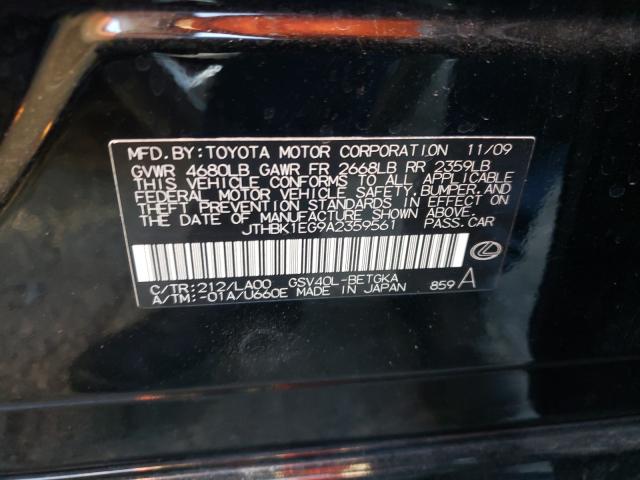 MFD.BY:TOYOTA MOTOR CORPORATION 11/09
GVWR 4680LB GAWR FR 2668LB RR 2359LB
THIS VEHICLE CONFORMS TO ALL APPLICABLE
FEDERAL MOTOR VEHICLE SAFETY,BUMPER,AND
THEFT PREVENTION STANDARDS IN EFFECT ON
THE DATE OF MANUFACTURE SHOWN ABOVE.
JTHBK1EG9A2359561 PASS.CAR
C/TR:212/LA00 GSV40L-BETGKA
A/TM:-01A/U660E MADE IN JAPAN 859 A